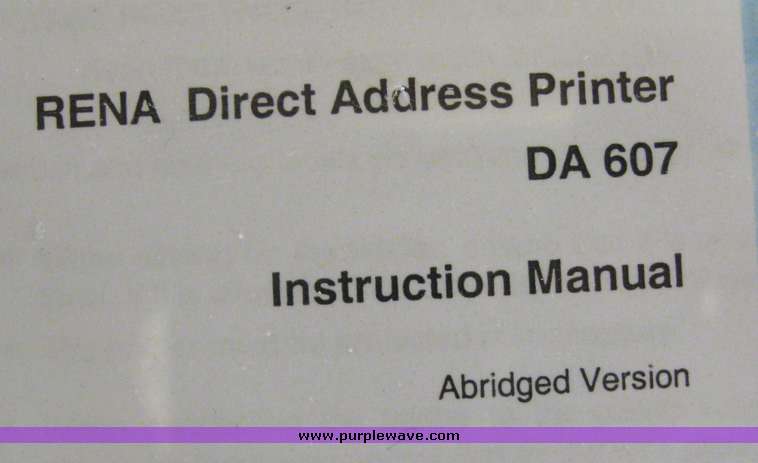 RENA Direct Address Printer
DA 607
Instruction Manual
Abridged Version
www.purplewave.com